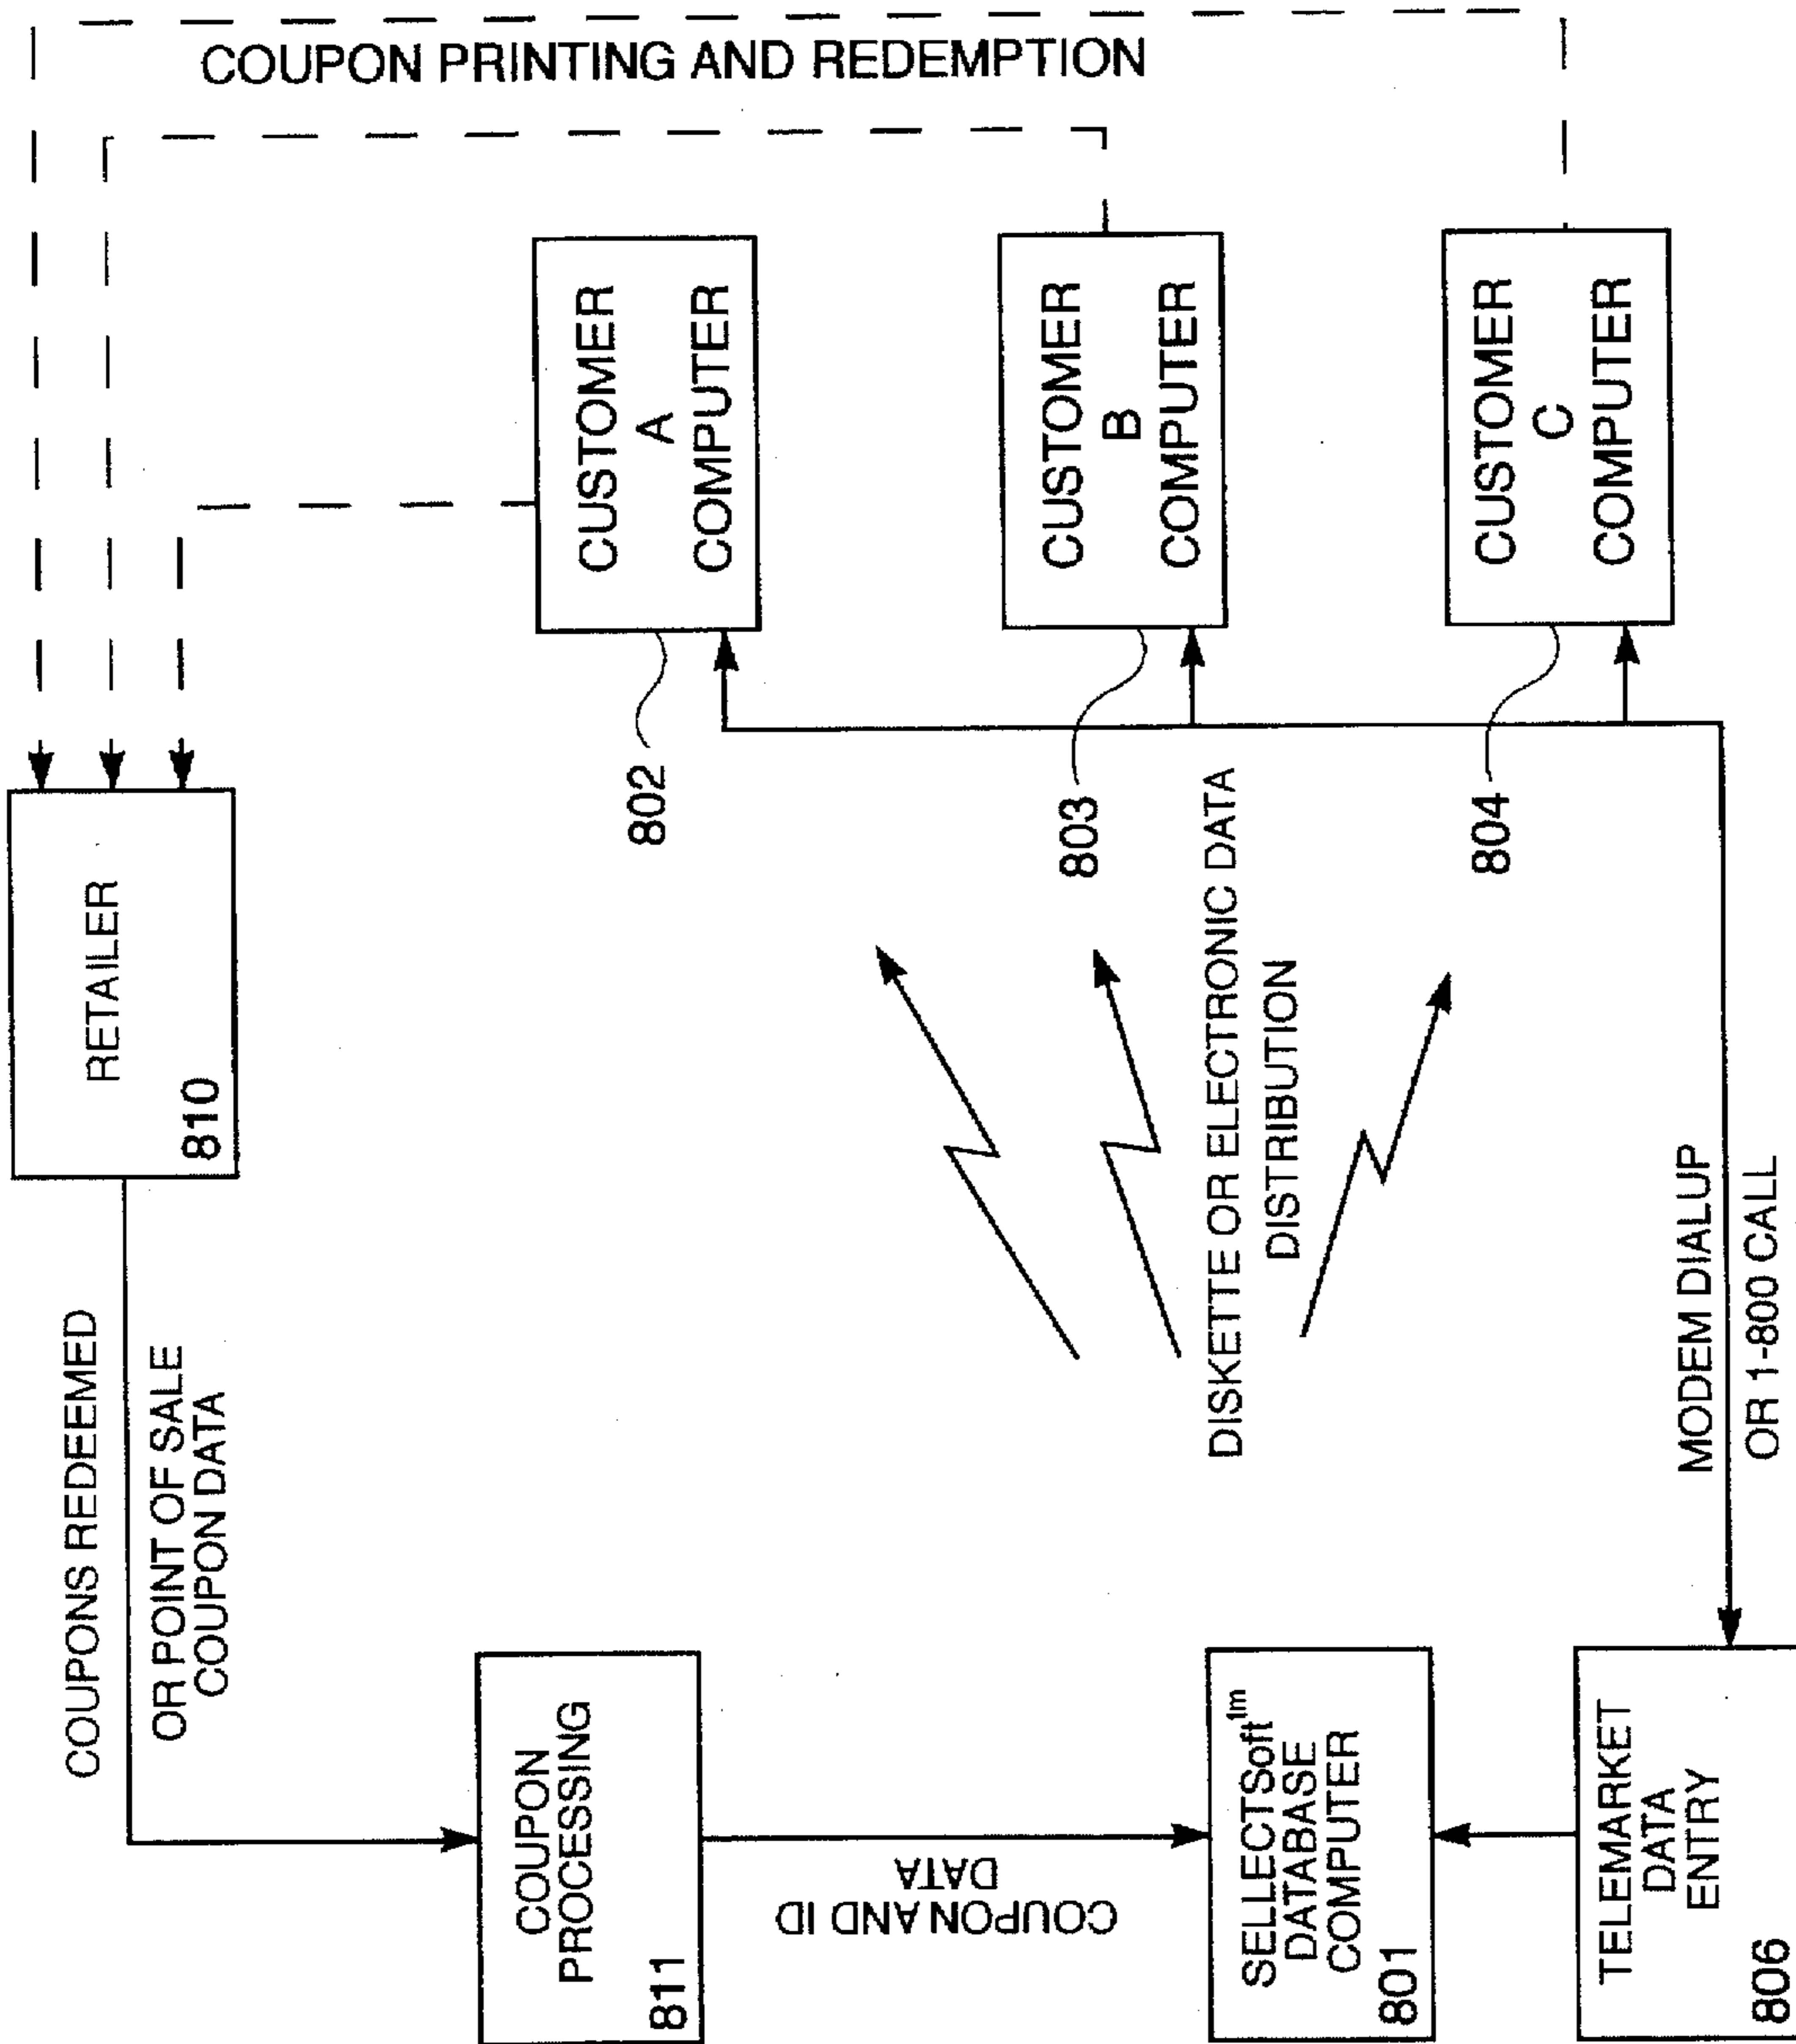 COUPON PRINTING AND REDEMPTION
RETAILER
810
COUPONS REDEEMED
OR POINT OF SALE
COUPON DATA
CUSTOMER
A
COMPUTER
802
CUSTOMER
B
COMPUTER
803
CUSTOMER
C
COMPUTER
804
DISKETTE OR ELECTRONIC DATA
DISTRIBUTION
COUPON
PROCESSING
811
COUPON AND ID
DATA
SELLECTSoft tm
DATABASE
COMPUTER
801
TELEMARKET
DATA
ENTRY
806
MODEM DIALUP
OR 1-800 CALL